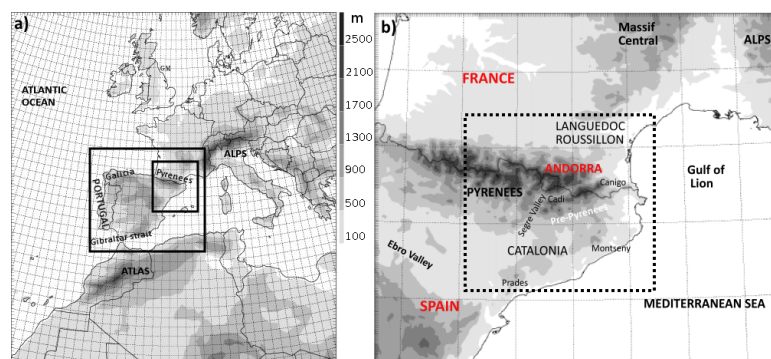 a)
GM
ATLANTIC
OCEAN
ALPS
Galicia
Pyrenees
PORTUGAL
Gibraltar strait
ATLAS
m
2500
2100
1700
1300
900
500
100
b)
Massif
Central
ALPS
FRANCE
LANGUEDOC
ROUSSILLON
ANDORRA
Gulf of
Lion
PYRENEES
Canigo
Cadi
Segre Valley
Pre-Pyrenees
CATALONIA
Montseny
Ebro Valley
Prades
SPAIN
MEDITERRANEAN SEA